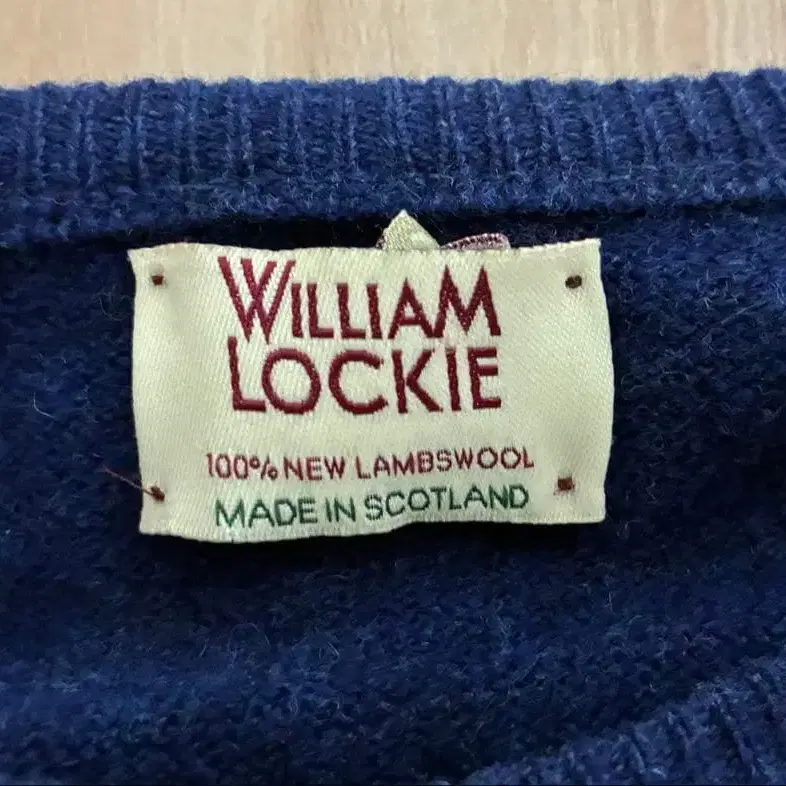 WILLIAM
LOCKIE
100% NEW LAMBSWOOL
MADE IN SCOTLAND